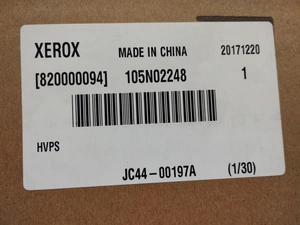 XEROX MADE IN CHINA 20171220
[820000094] 105N02248 1
HVPS
JC44-00197A (1/30)